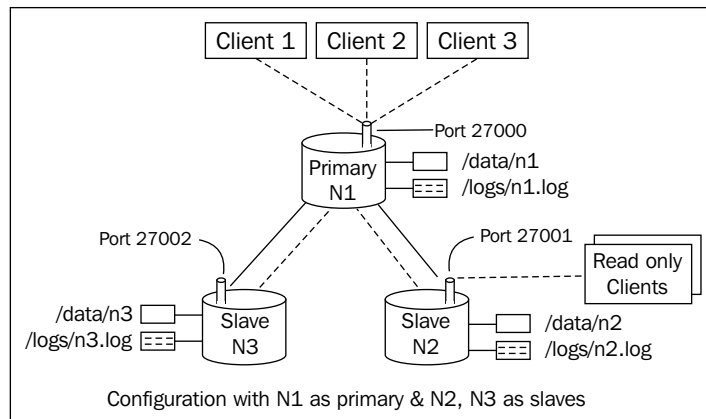 Client 1 Client 2 Client 3
Port 27000
Primary
N1
/data/n1
/logs/n1.log
Port 27002
Port 27001
Read only
Clients
/data/n3
/logs/n3.log
Slave
N3
Slave
N2
/data/n2
/logs/n2.log
Configuration with N1 as primary & N2, N3 as slaves